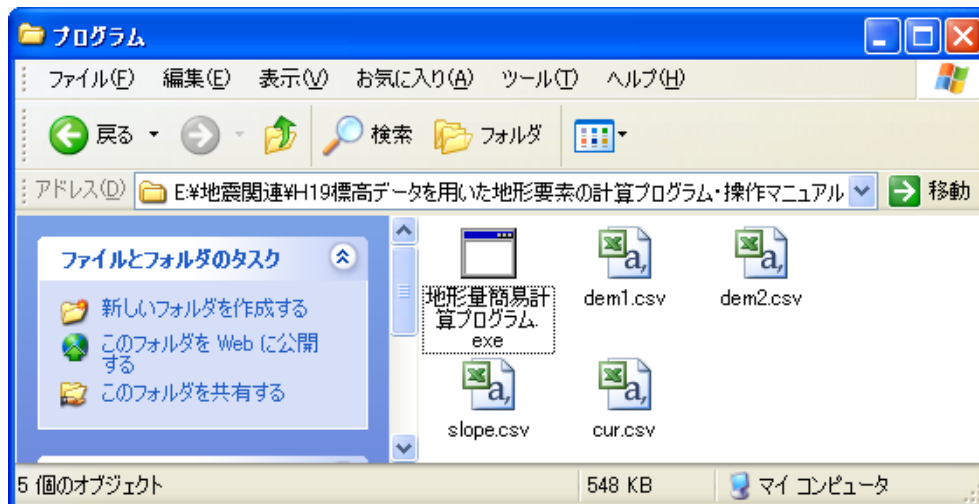 プログラム
ファイル(F) 編集(E) 表示(V) お気に入り(A) ツール(T) ヘルプ(H)
戻る 検索 フォルダ
アドレス(D) E:¥地震関連¥H19標高データを用いた地形要素の計算プログラム・操作マニュアル 移動
ファイルとフォルダのタスク
新しいフォルダを作成する
このフォルダを Web に公開
する
このフォルダを共有する
地形量簡易計
算プログラム.
exe
dem1.csv
dem2.csv
slope.csv
cur.csv
5 個のオブジェクト 548 KB マイ コンピュータ